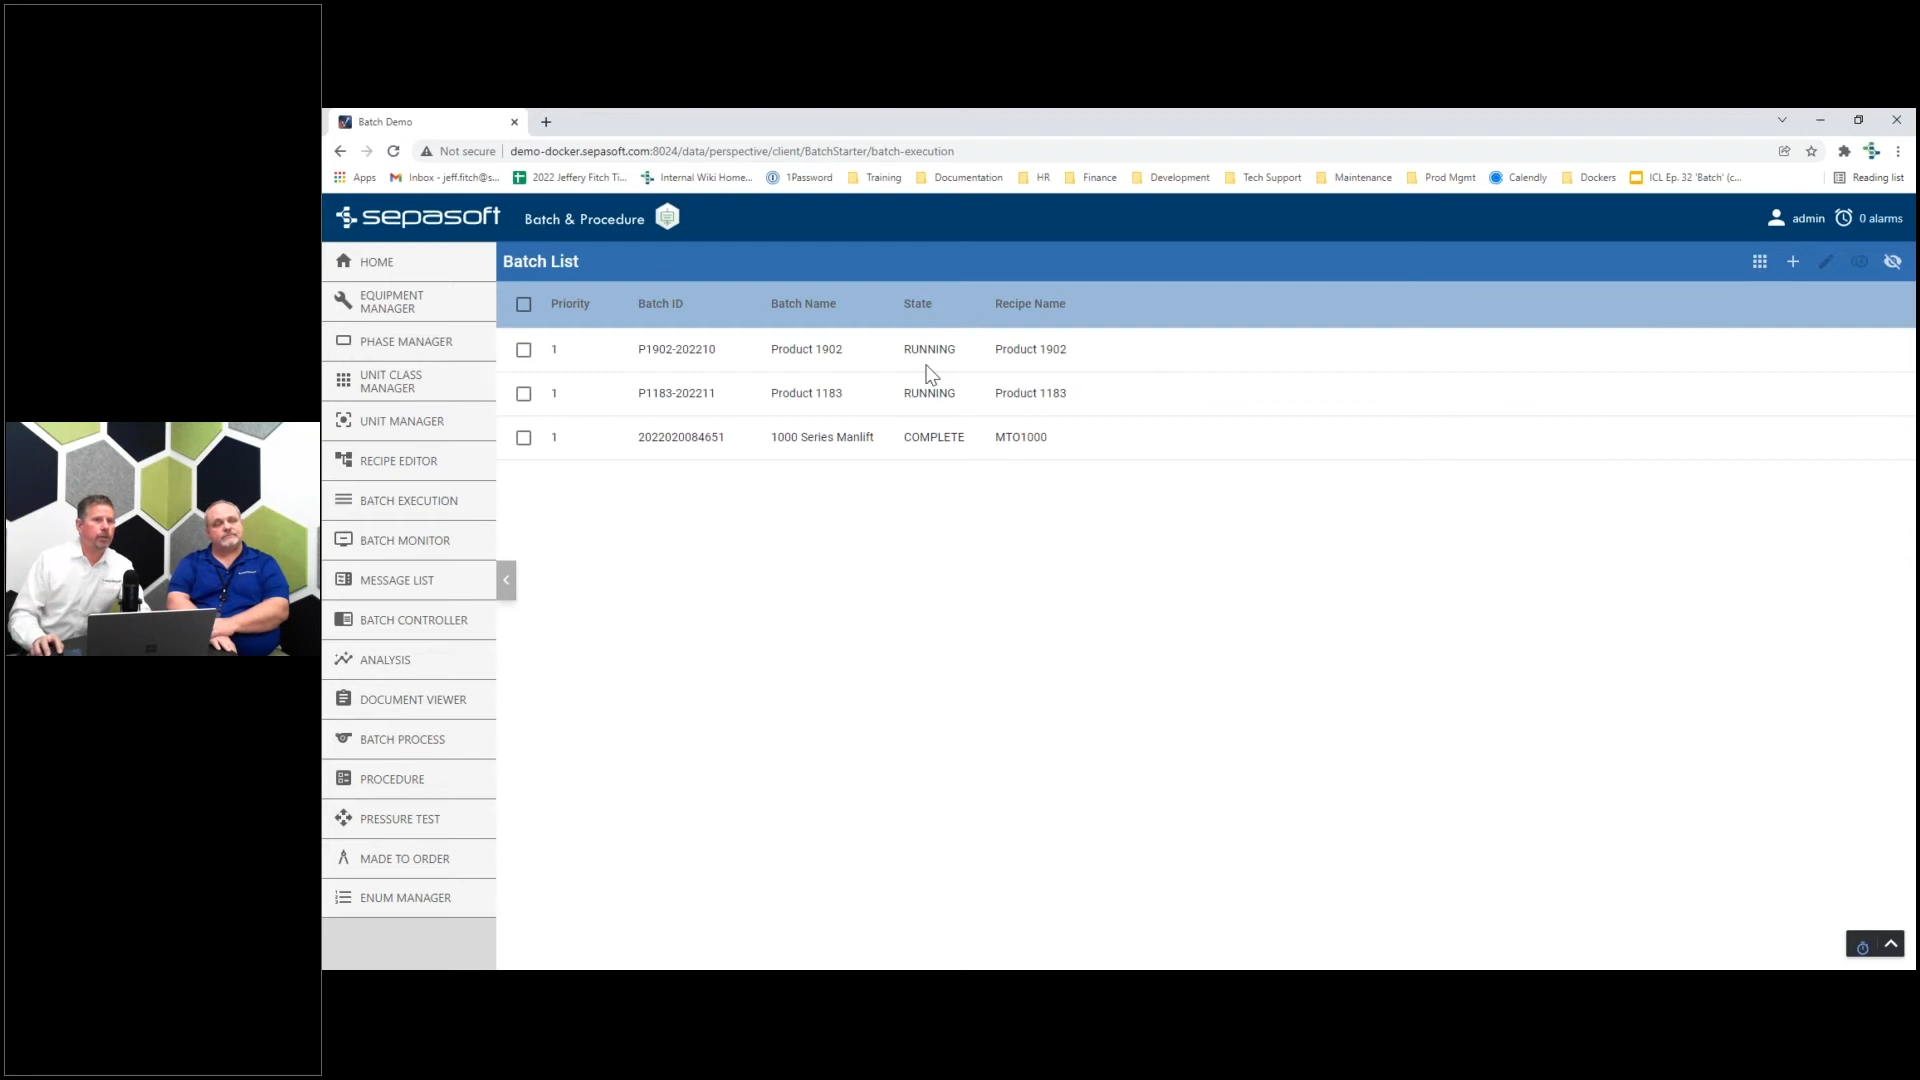 Batch Demo
Not secure
demo-docker.sepasoft.com:8024/data/perspective/client/BatchStarter/batch-execution
Apps
Inbox - jeff.fitch@s...
2022 Jeffery Fitch Ti...
Internal Wiki Home...
1Password
Training
Documentation
HR
Finance
Development
Tech Support
Maintenance
Prod Mgmt
Calendly
Dockers
ICL Ep. 32 'Batch' (c...
Reading list
sepasoft
Batch & Procedure
admin
0 alarms
HOME
EQUIPMENT
MANAGER
PHASE MANAGER
UNIT CLASS
MANAGER
UNIT MANAGER
RECIPE EDITOR
BATCH EXECUTION
BATCH MONITOR
MESSAGE LIST
BATCH CONTROLLER
ANALYSIS
DOCUMENT VIEWER
BATCH PROCESS
PROCEDURE
PRESSURE TEST
MADE TO ORDER
ENUM MANAGER
Batch List
Priority Batch ID Batch Name State Recipe Name
1 P1902-202210 Product 1902 RUNNING Product 1902
1 P1183-202211 Product 1183 RUNNING Product 1183
1 2022020084651 1000 Series Manlift COMPLETE MTO1000